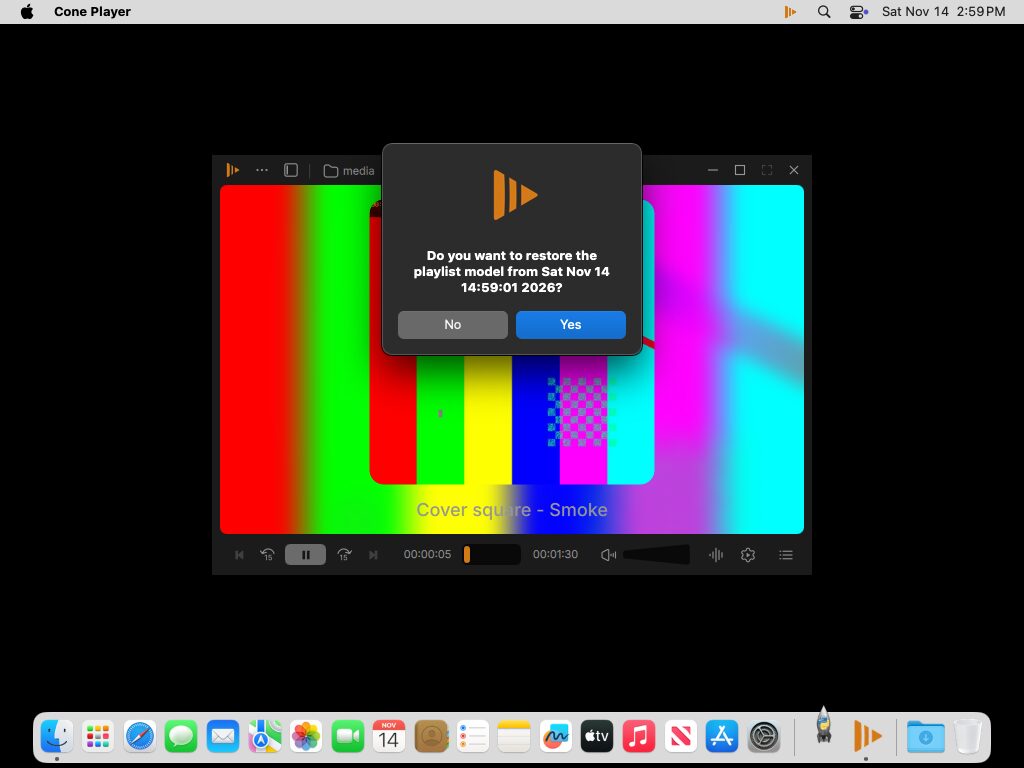 Cone Player
Sat Nov 14 2:59 PM
media
Do you want to restore the
playlist model from Sat Nov 14
14:59:01 2026?
No
Yes
Cover square - Smoke
15
15
00:00:05
00:01:30
NOV
14
tv